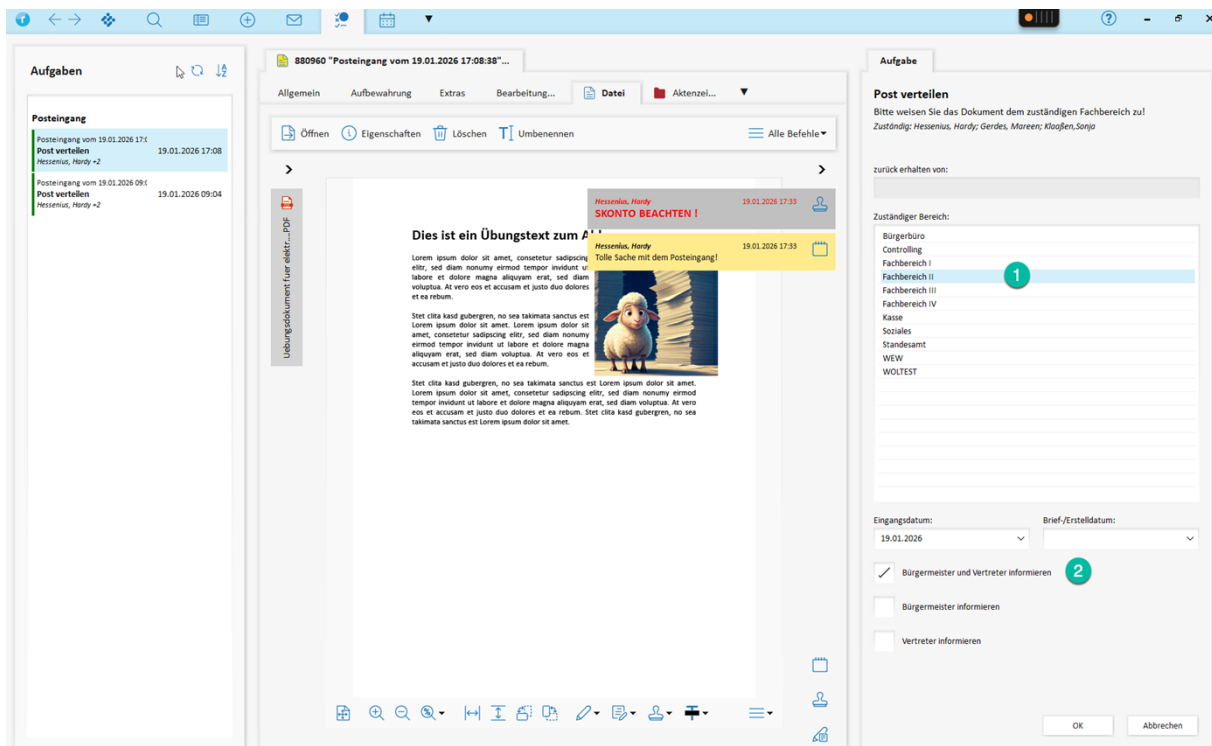 Aufgaben
Posteingang
Posteingang vom 19.01.2026 17:0
Post verteilen 19.01.2026 17:08
Hessenius, Hardy +2
Posteingang vom 19.01.2026 09:0
Post verteilen 19.01.2026 09:04
Hessenius, Hardy +2
880960 "Posteingang vom 19.01.2026 17:08:38"...
Allgemein Aufbewahrung Extras Bearbeitung... Datei Aktenzei...
Öffnen Eigenschaften Löschen Umbenennen Alle Befehle
Uebungsdokument fuer elektr....PDF
Hessenius, Hardy 19.01.2026 17:33
SKONTO BEACHTEN !
Hessenius, Hardy 19.01.2026 17:33
Tolle Sache mit dem Posteingang!
Dies ist ein Übungstext zum
Lorem ipsum dolor sit amet, consetetur sadipscing
elitr, sed diam nonumy eirmod tempor invidunt u
labore et dolore magna aliquyam erat, sed diam
voluptua. At vero eos et accusam et justo duo dolores
et ea rebum.
Stet clita kasd gubergren, no sea takimata sanctus est
Lorem ipsum dolor sit amet. Lorem ipsum dolor sit
amet, consetetur sadipscing elitr, sed diam nonumy
eirmod tempor invidunt ut labore et dolore magna
aliquyam erat, sed diam voluptua. At vero eos et
accusam et justo duo dolores et ea rebum.
Stet clita kasd gubergren, no sea takimata sanctus est Lorem ipsum dolor sit amet.
Lorem ipsum dolor sit amet, consetetur sadipscing elitr, sed diam nonumy eirmod
tempor invidunt ut labore et dolore magna aliquyam erat, sed diam voluptua. At vero
eos et accusam et justo duo dolores et ea rebum. Stet clita kasd gubergren, no sea
takimata sanctus est Lorem ipsum dolor sit amet.
Aufgabe
Post verteilen
Bitte weisen Sie das Dokument dem zuständigen Fachbereich zu!
Zuständig: Hessenius, Hardy; Gerdes, Mareen; Klaaßen,Sonja
zurück erhalten von:
Zuständiger Bereich:
Bürgerbüro
Controlling
Fachbereich I
Fachbereich II 1
Fachbereich III
Fachbereich IV
Kasse
Soziales
Standesamt
WEW
WOLTEST
Eingangsdatum: Brief-/Erstelldatum:
19.01.2026
Bürgermeister und Vertreter informieren 2
Bürgermeister informieren
Vertreter informieren
OK Abbrechen